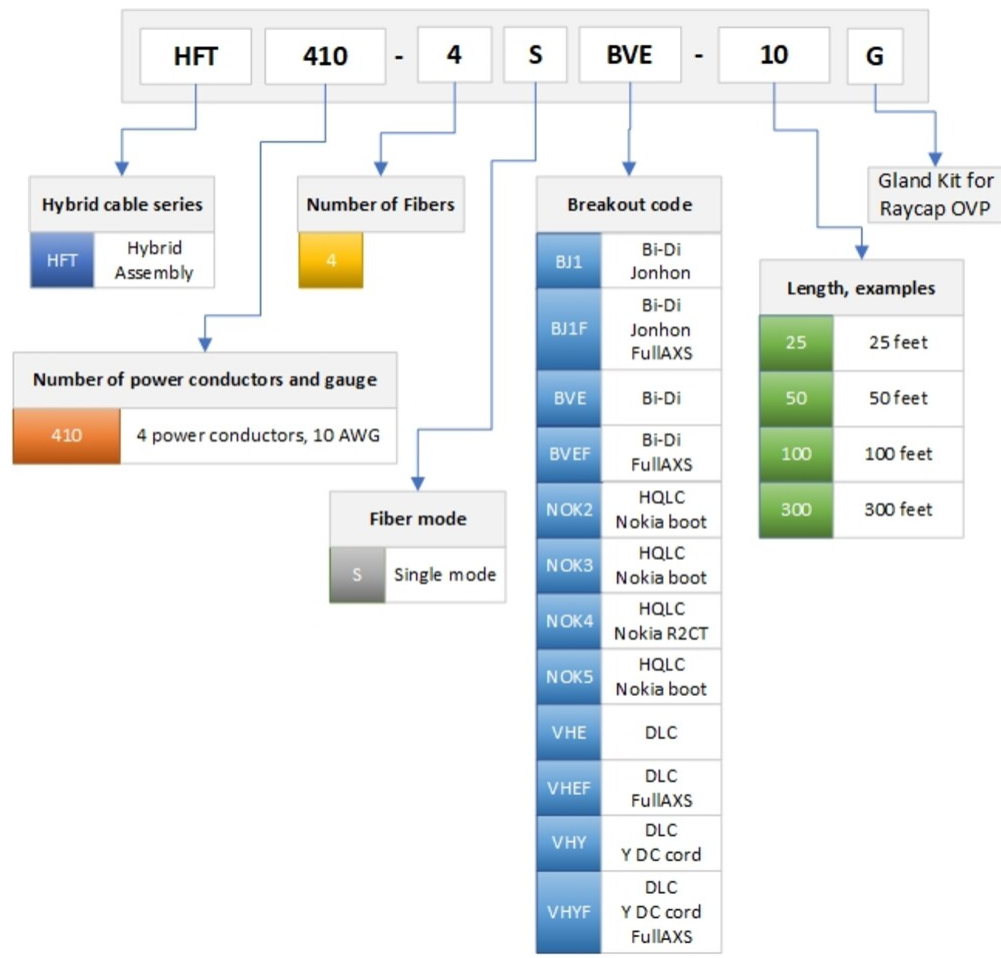 HFT 410 - 4 S BVE - 10 G
Gland Kit for
Raycap OVP
Hybrid cable series
HFT Hybrid
Assembly
Number of Fibers
4
Number of power conductors and gauge
410 4 power conductors, 10 AWG
Fiber mode
S Single mode
Breakout code
BJ1 Bi-Di
Jonhon
BJ1F Bi-Di
Jonhon
FullAXS
BVE Bi-Di
BVEF Bi-Di
FullAXS
NOK2 HQLC
Nokia boot
NOK3 HQLC
Nokia boot
NOK4 HQLC
Nokia R2CT
NOK5 HQLC
Nokia boot
VHE DLC
VHEF DLC
FullAXS
VHY DLC
Y DC cord
VHYF DLC
Y DC cord
FullAXS
Length, examples
25 25 feet
50 50 feet
100 100 feet
300 300 feet